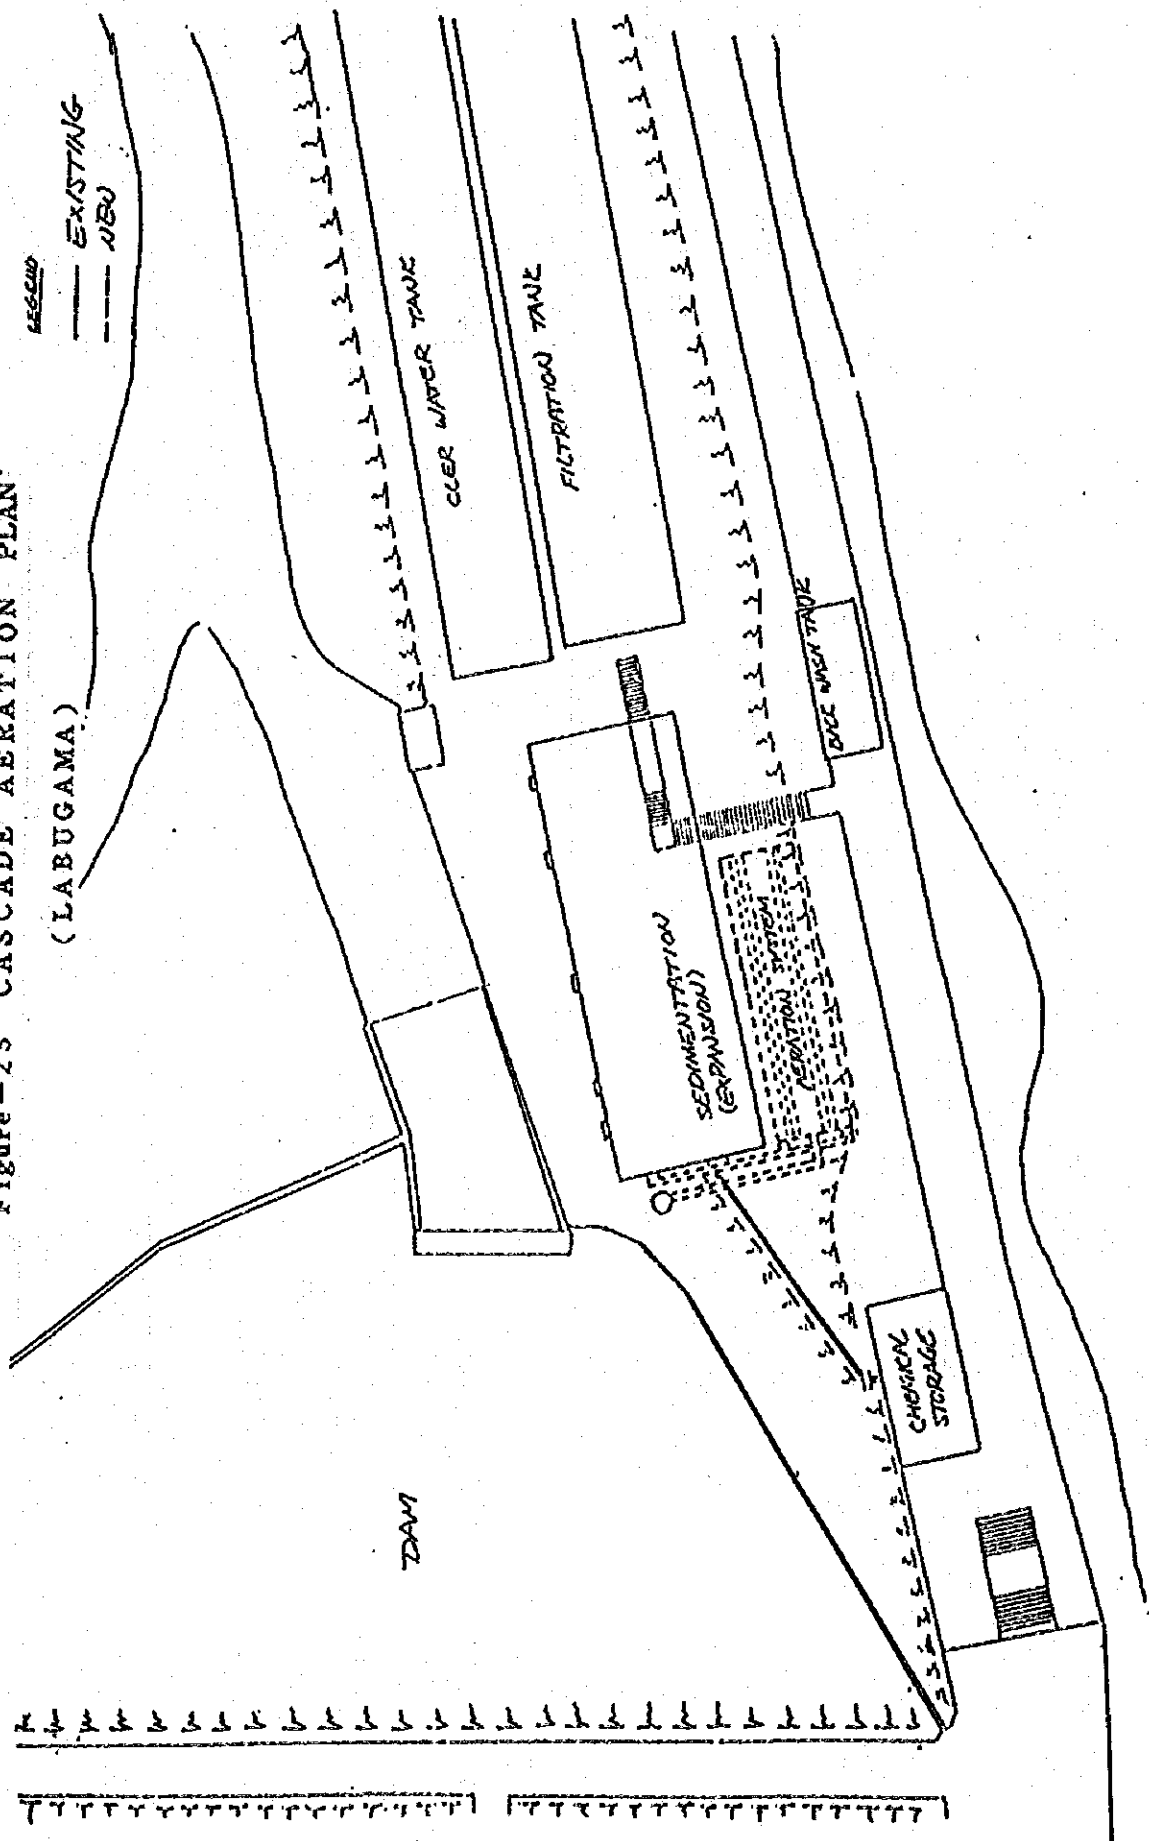 Figure-23 CASCADE AERATION PLAN
(LABUGAMA)
LEGEND
EXISTING
NEW
CLER WATER TANK
FILTRATION TANK
BACK WASH TANK
SEDIMENTATION
(EXPANSION)
AERATION SYSTEM
CHEMICAL
STORAGE
DAM